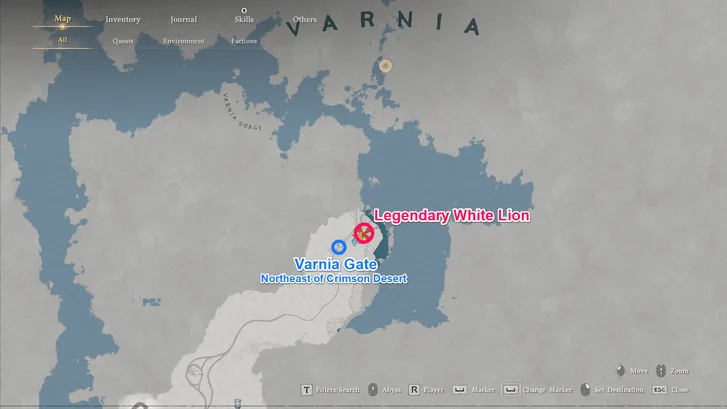 Map
Inventory
Journal
Skills
Others
All
Quests
Environment
Factions
VARNIA
VARNIA GORGE
Legendary White Lion
Varnia Gate
Northeast of Crimson Desert
Move
Zoom
T Filters/Search
Abyss
R Player
Marker
Change Marker
Set Destination
ESC Close